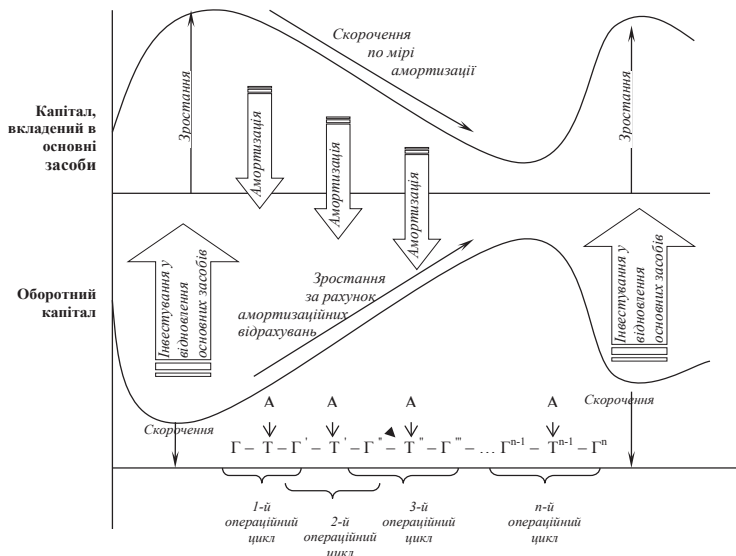 Скорочення
по мірі
амортизації
Зростання
Зростання
Капітал,
вкладений в
основні
засоби
Амортизація
Амортизація
Амортизація
Інвестування у
відновлення
основних засобів
Зростання
за рахунок
амортизаційних
відрахувань
Інвестування у
відновлення
основних засобів
Оборотний
капітал
Скорочення
А А А А
Скорочення
Г – Т – Г ' – Т ' – Г '' – Т '' – Г ''' – … Гⁿ⁻¹ – Тⁿ⁻¹ – Гⁿ
1-й
операційний
цикл
2-й
операційний
цикл
3-й
операційний
цикл
n-й
операційний
цикл